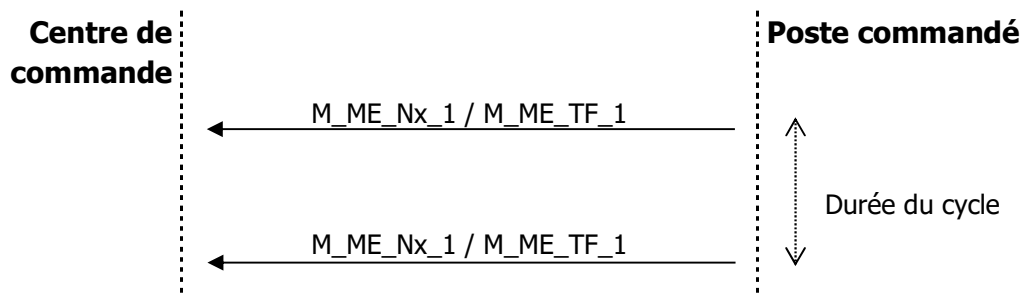 Centre de
commande
Poste commandé
M_ME_Nx_1 / M_ME_TF_1
Durée du cycle
M_ME_Nx_1 / M_ME_TF_1